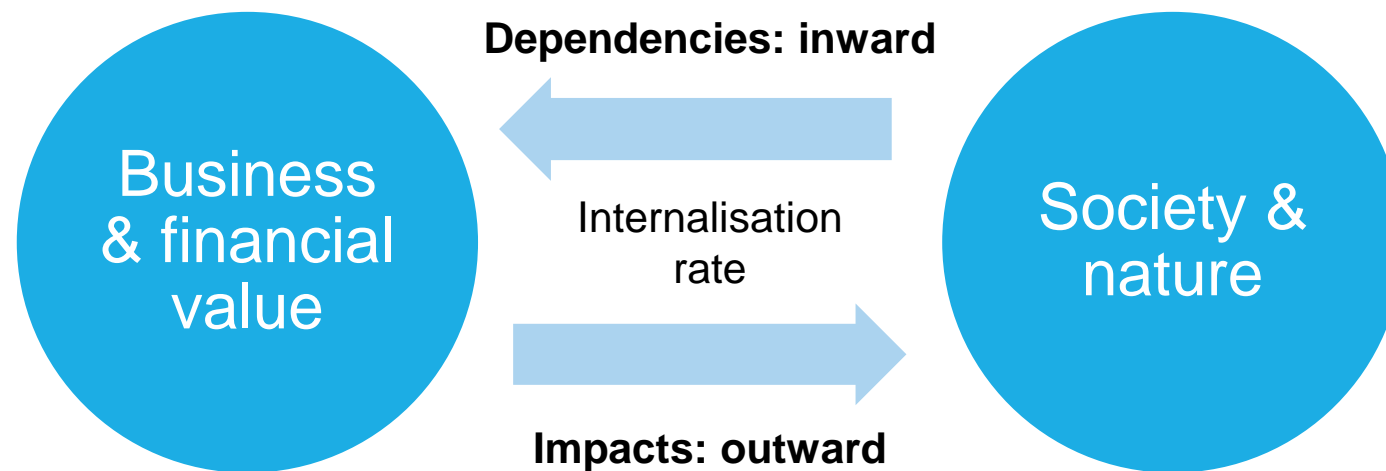 Dependencies: inward
Business
& financial
value
Internalisation
rate
Society &
nature
Impacts: outward